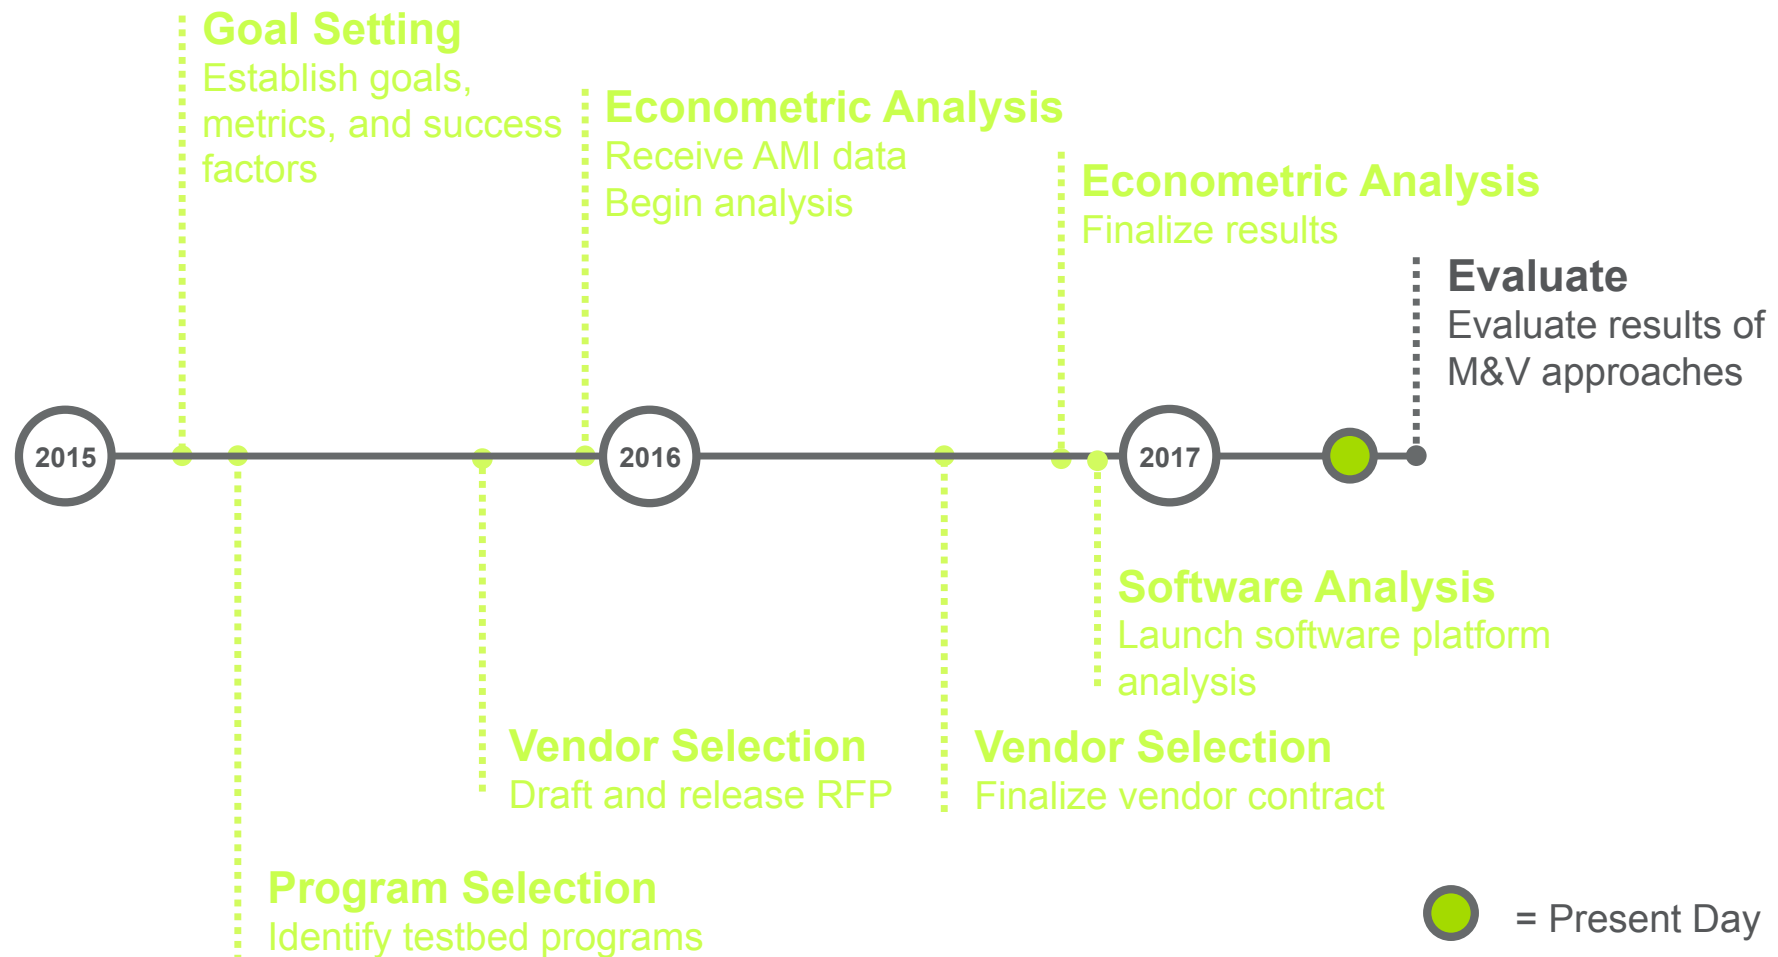 Goal Setting
Establish goals,
metrics, and success
factors
Econometric Analysis
Receive AMI data
Begin analysis
Econometric Analysis
Finalize results
Evaluate
Evaluate results of
M&V approaches
2015
2016
2017
Software Analysis
Launch software platform
analysis
Vendor Selection
Draft and release RFP
Vendor Selection
Finalize vendor contract
Program Selection
Identify testbed programs
= Present Day